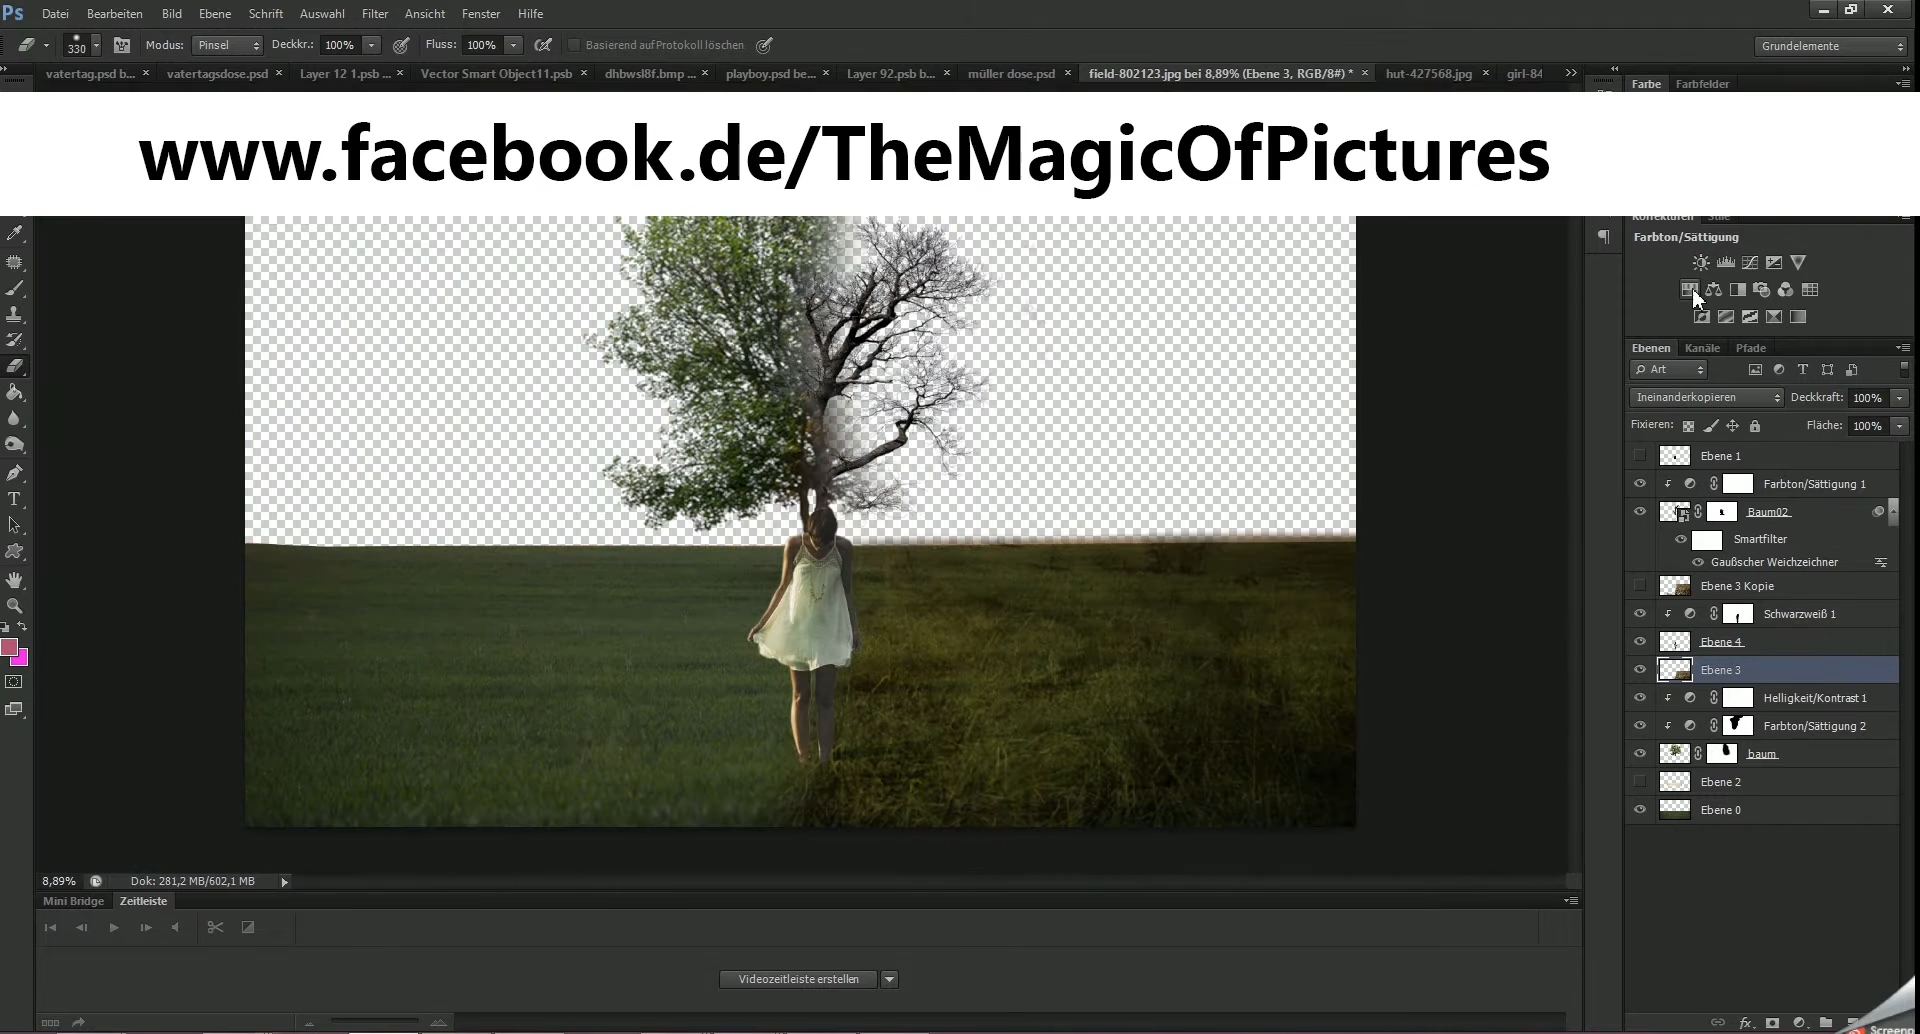 Ps Datei Bearbeiten Bild Ebene Schrift Auswahl Filter Ansicht Fenster Hilfe
330 Modus: Pinsel Deckkr.: 100% Fluss: 100% Basierend auf Protokoll löschen Grundelemente
vatertag.psd b... × vatertagsdose.psd × Layer 12 1.psb ... × Vector Smart Object11.psb × dhbwsl8f.bmp ... × playboy.psd be... × Layer 92.psb b... × müller dose.psd × field-802123.jpg bei 8,89% (Ebene 3, RGB/8#) * × hut-427568.jpg × girl-84
Farbe Farbfelder
www.facebook.de/TheMagicOfPictures
Korrekturen Stile
Farbton/Sättigung
Ebenen Kanäle Pfade
Art
Ineinanderkopieren Deckkraft: 100%
Fixieren: Fläche: 100%
Ebene 1
Farbton/Sättigung 1
Baum02
Smartfilter
Gaußscher Weichzeichner
Ebene 3 Kopie
Schwarzweiß 1
Ebene 4
Ebene 3
Helligkeit/Kontrast 1
Farbton/Sättigung 2
baum
Ebene 2
Ebene 0
8,89% Dok: 281,2 MB/602,1 MB
Mini Bridge Zeitleiste
Videozeitleiste erstellen
fx